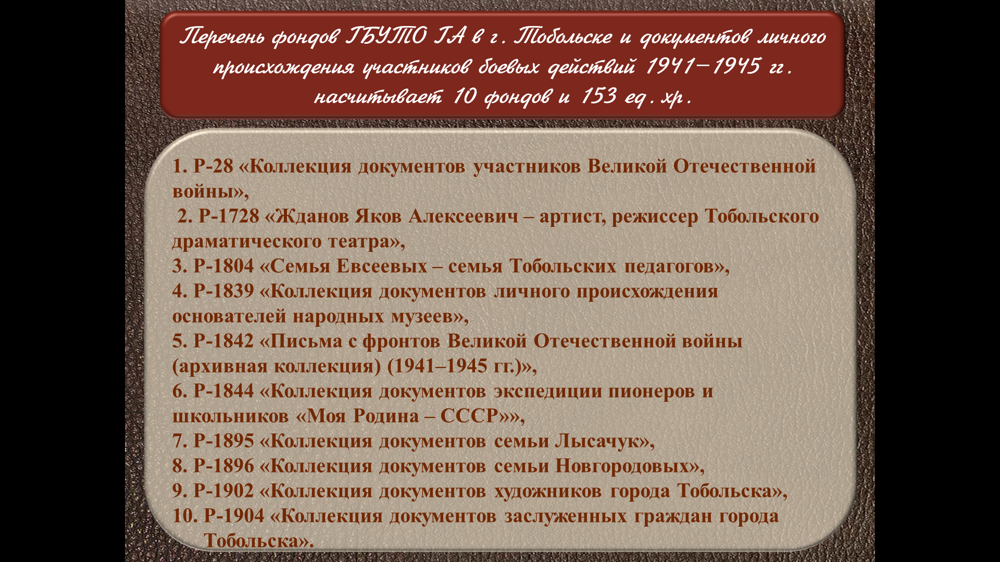 Перечень фондов ГБУТО ГА в г. Тобольске и документов личного
происхождения участников боевых действий 1941–1945 гг.
насчитывает 10 фондов и 153 ед. хр.
1. Р-28 «Коллекция документов участников Великой Отечественной
войны»,
2. Р-1728 «Жданов Яков Алексеевич – артист, режиссер Тобольского
драматического театра»,
3. Р-1804 «Семья Евсеевых – семья Тобольских педагогов»,
4. Р-1839 «Коллекция документов личного происхождения
основателей народных музеев»,
5. Р-1842 «Письма с фронтов Великой Отечественной войны
(архивная коллекция) (1941–1945 гг.)»,
6. Р-1844 «Коллекция документов экспедиции пионеров и
школьников «Моя Родина – СССР»»,
7. Р-1895 «Коллекция документов семьи Лысачук»,
8. Р-1896 «Коллекция документов семьи Новгородовых»,
9. Р-1902 «Коллекция документов художников города Тобольска»,
10. Р-1904 «Коллекция документов заслуженных граждан города
Тобольска».